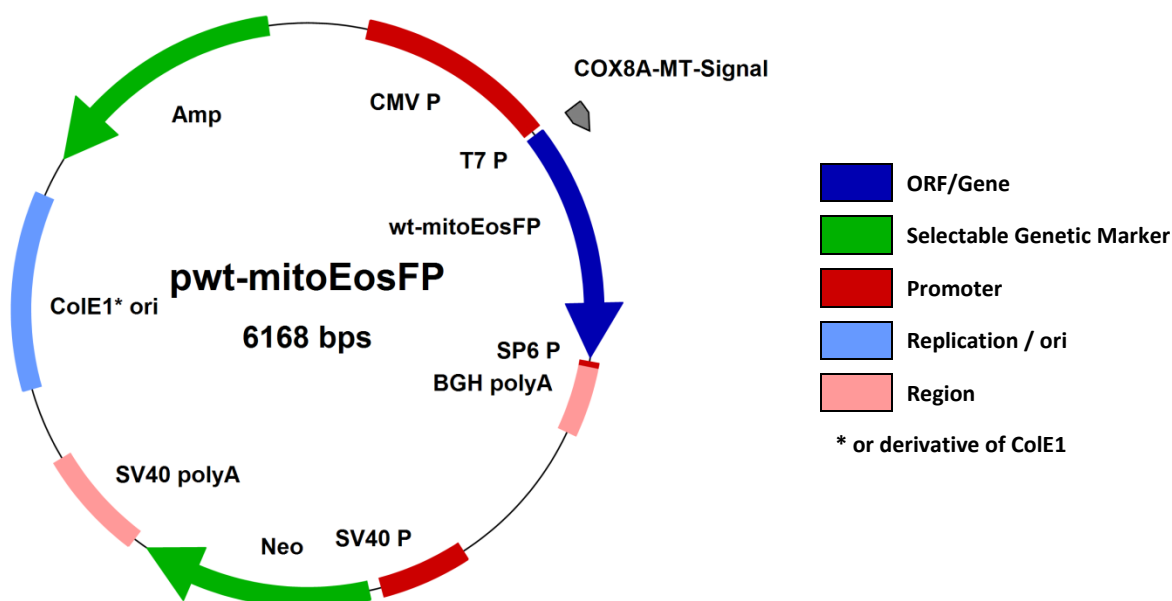 COX8A-MT-Signal
CMV P
Amp
T7 P
wt-mitoEosFP
pwt-mitoEosFP
ColE1* ori
6168 bps
SP6 P
BGH polyA
SV40 polyA
SV40 P
Neo
ORF/Gene
Selectable Genetic Marker
Promoter
Replication / ori
Region
* or derivative of ColE1